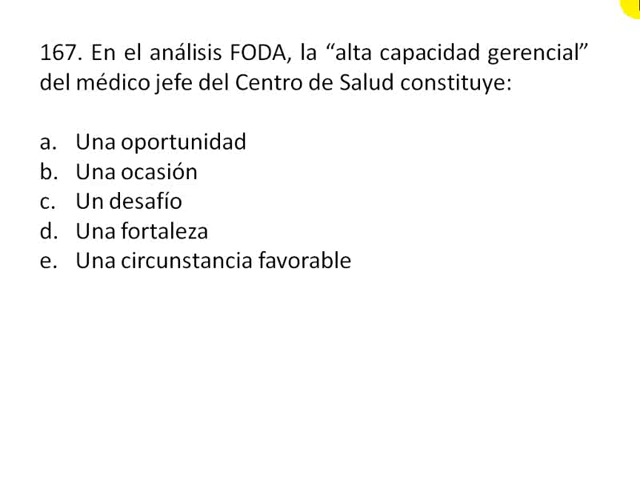 167. En el análisis FODA, la “alta capacidad gerencial”
del médico jefe del Centro de Salud constituye:
a. Una oportunidad
b. Una ocasión
c. Un desafío
d. Una fortaleza
e. Una circunstancia favorable